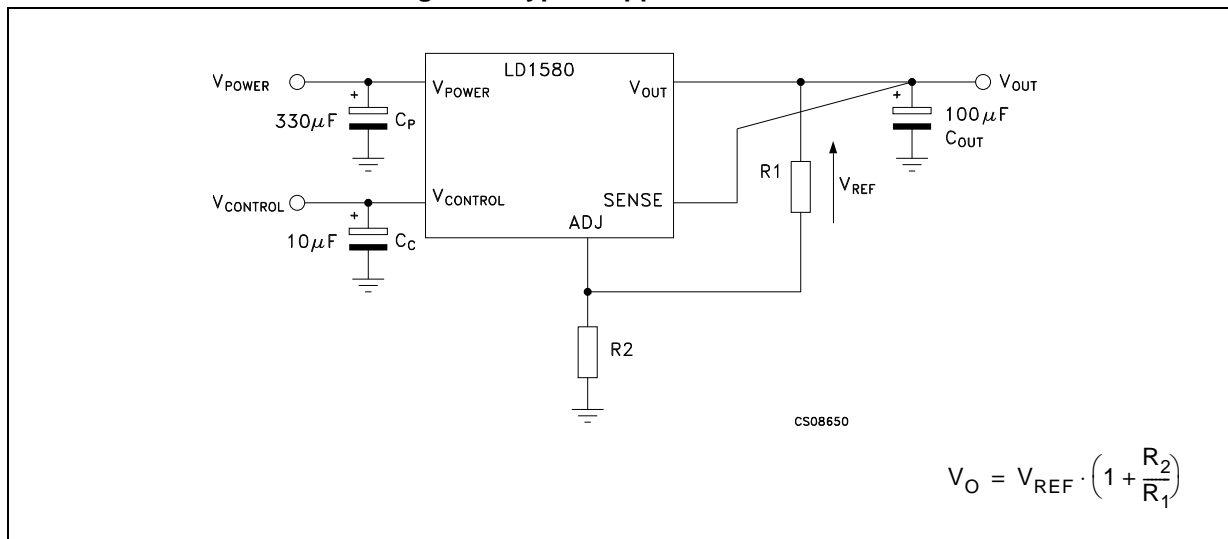 LD1580
V_POWER
V_POWER
V_OUT
V_OUT
+
330μF
C_P
+
100μF
C_OUT
R1
V_REF
V_CONTROL
V_CONTROL
SENSE
ADJ
+
10μF
C_C
R2
CS08650
V_O = V_REF · (1 + R_2/R_1)